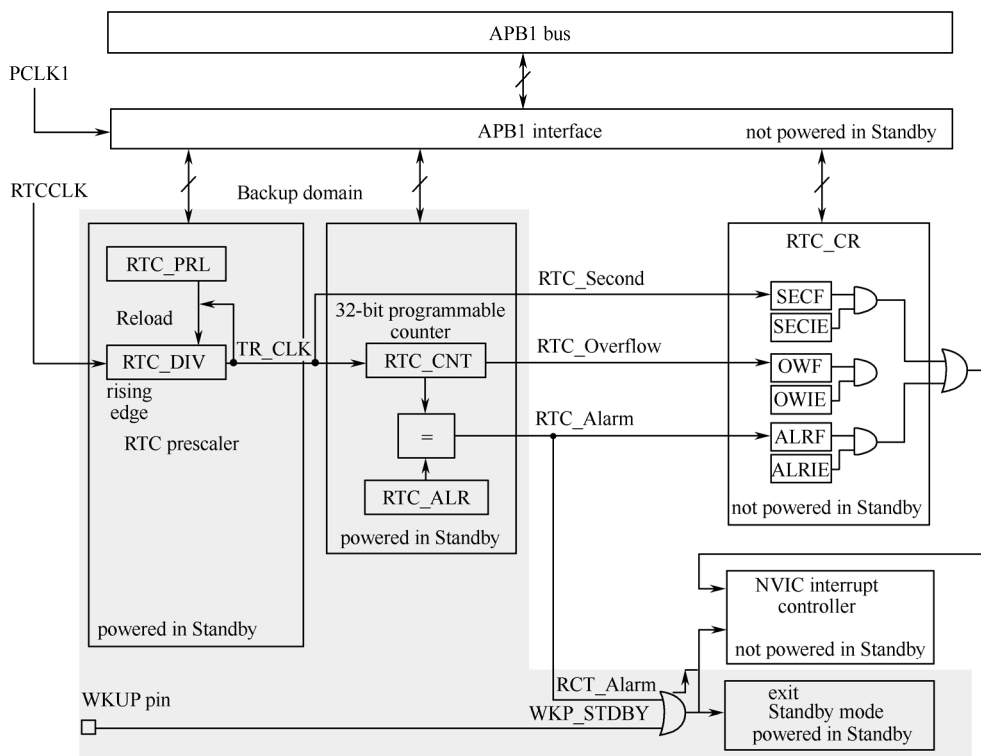 APB1 bus
PCLK1
APB1 interface
not powered in Standby
RTCCLK
Backup domain
RTC_CR
RTC_PRL
RTC_Second
SECF
Reload
32-bit programmable
counter
SECIE
TR_CLK
RTC_Overflow
RTC_DIV
RTC_CNT
OWF
rising
edge
OWIE
RTC prescaler
RTC_Alarm
=
ALRF
ALRIE
RTC_ALR
not powered in Standby
powered in Standby
NVIC interrupt
controller
powered in Standby
not powered in Standby
RCT_Alarm
WKUP pin
WKP_STDBY
exit
Standby mode
powered in Standby